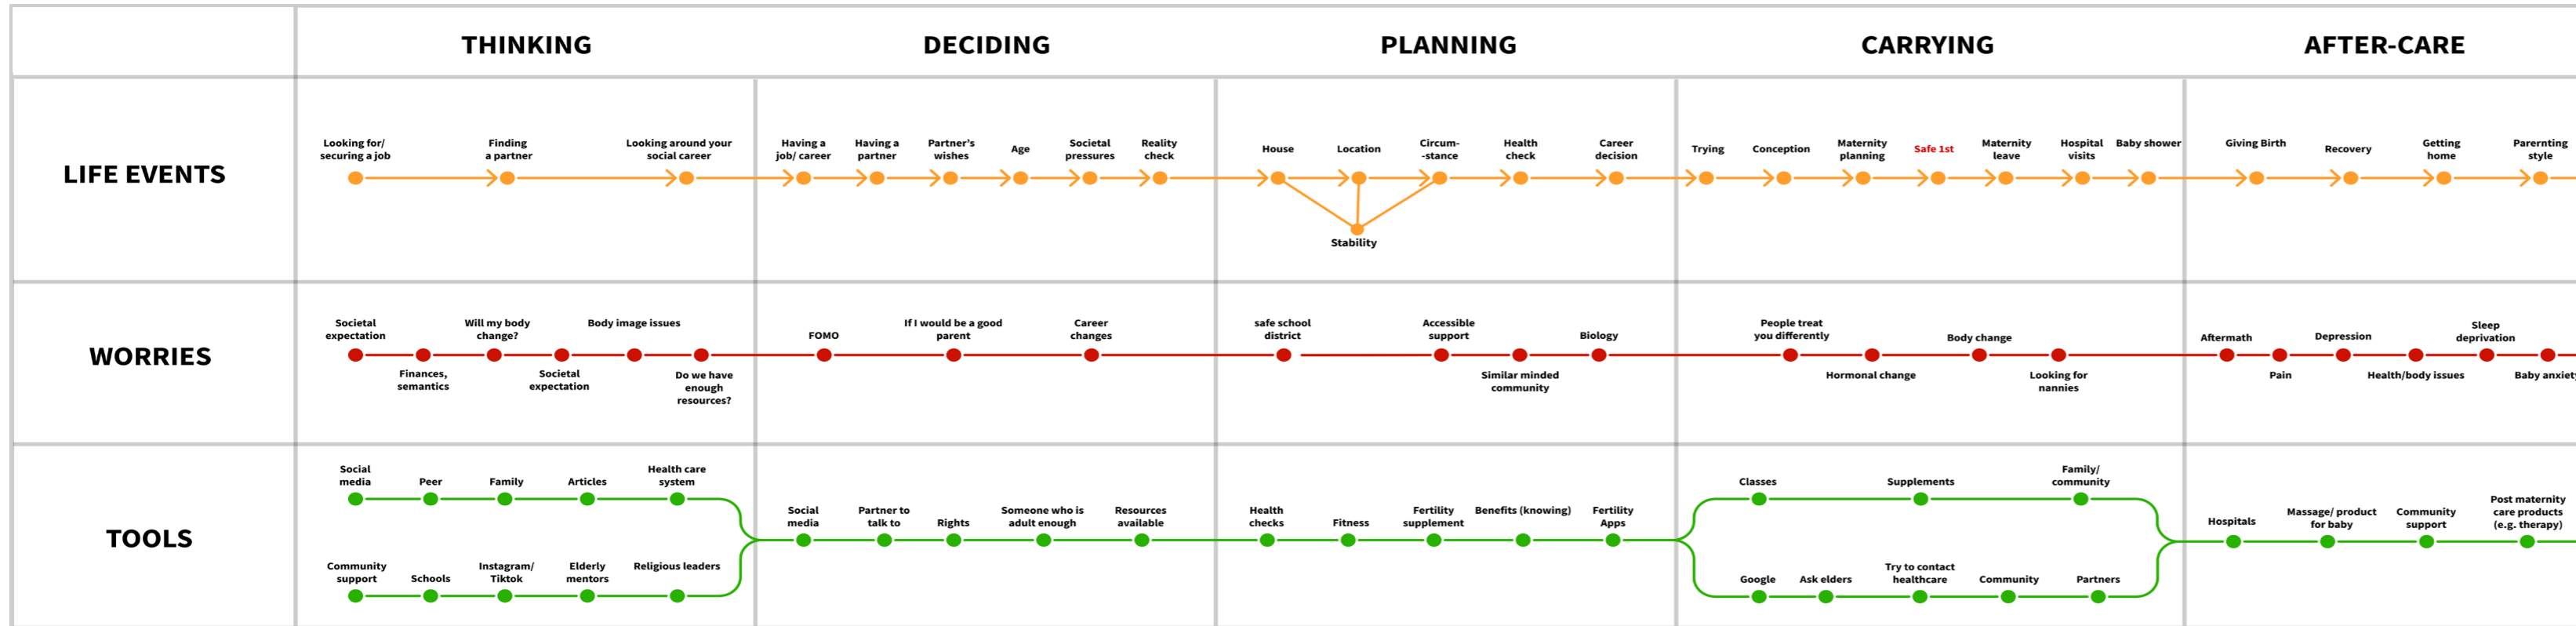 THINKING
DECIDING
PLANNING
CARRYING
AFTER-CARE
LIFE EVENTS
Looking for/
securing a job
Finding
a partner
Looking around your
social career
Having a
job/ career
Having a
partner
Partner's
wishes
Age
Societal
pressures
Reality
check
House
Location
Circum-
-stance
Health
check
Career
decision
Stability
Trying
Conception
Maternity
planning
Safe 1st
Maternity
leave
Hospital
visits
Baby shower
Giving Birth
Recovery
Getting
home
Parernting
style
WORRIES
Societal
expectation
Finances,
semantics
Will my body
change?
Societal
expectation
Body image issues
Do we have
enough
resources?
FOMO
If I would be a good
parent
Career
changes
safe school
district
Accessible
support
Similar minded
community
Biology
People treat
you differently
Hormonal change
Body change
Looking for
nannies
Aftermath
Pain
Depression
Health/body issues
Sleep
deprivation
Baby anxiety
TOOLS
Social
media
Peer
Family
Articles
Health care
system
Community
support
Schools
Instagram/
Tiktok
Elderly
mentors
Religious leaders
Social
media
Partner to
talk to
Rights
Someone who is
adult enough
Resources
available
Health
checks
Fitness
Fertility
supplement
Benefits (knowing)
Fertility
Apps
Classes
Supplements
Family/
community
Google
Ask elders
Try to contact
healthcare
Community
Partners
Hospitals
Massage/ product
for baby
Community
support
Post maternity
care products
(e.g. therapy)